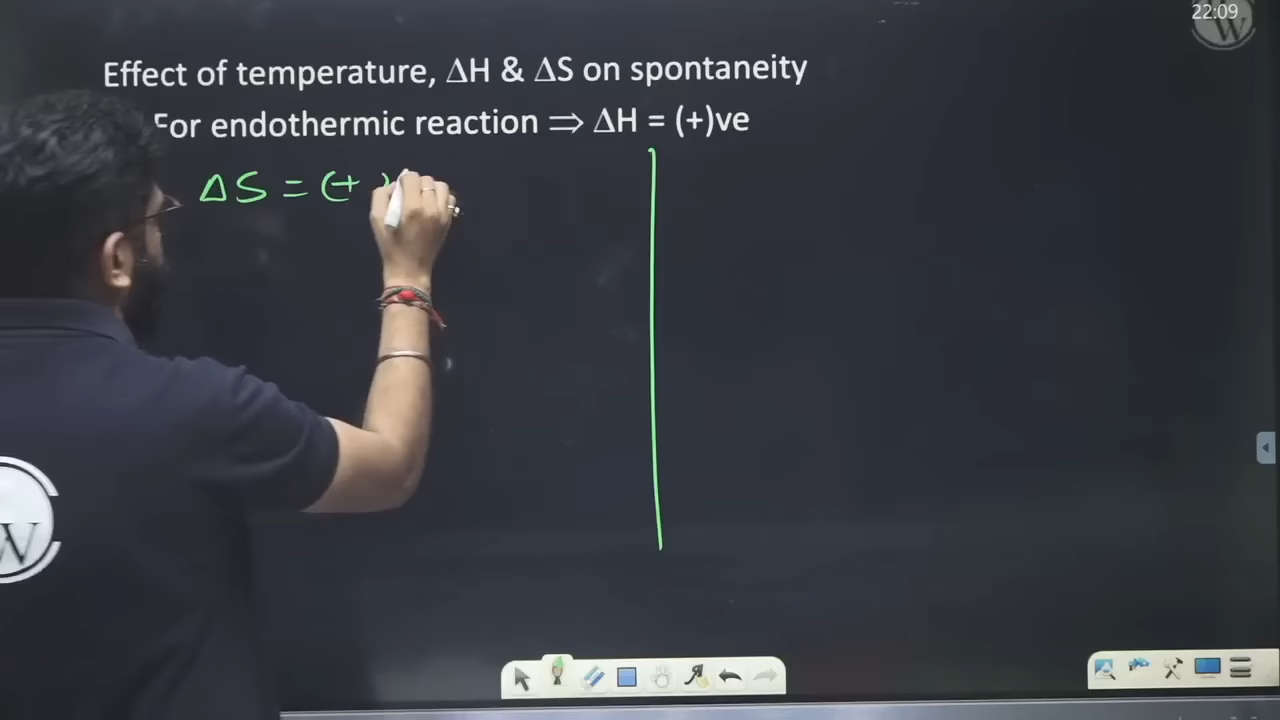 22:09
W
Effect of temperature, ΔH & ΔS on spontaneity
For endothermic reaction ⇒ ΔH = (+)ve
ΔS = (+)
W